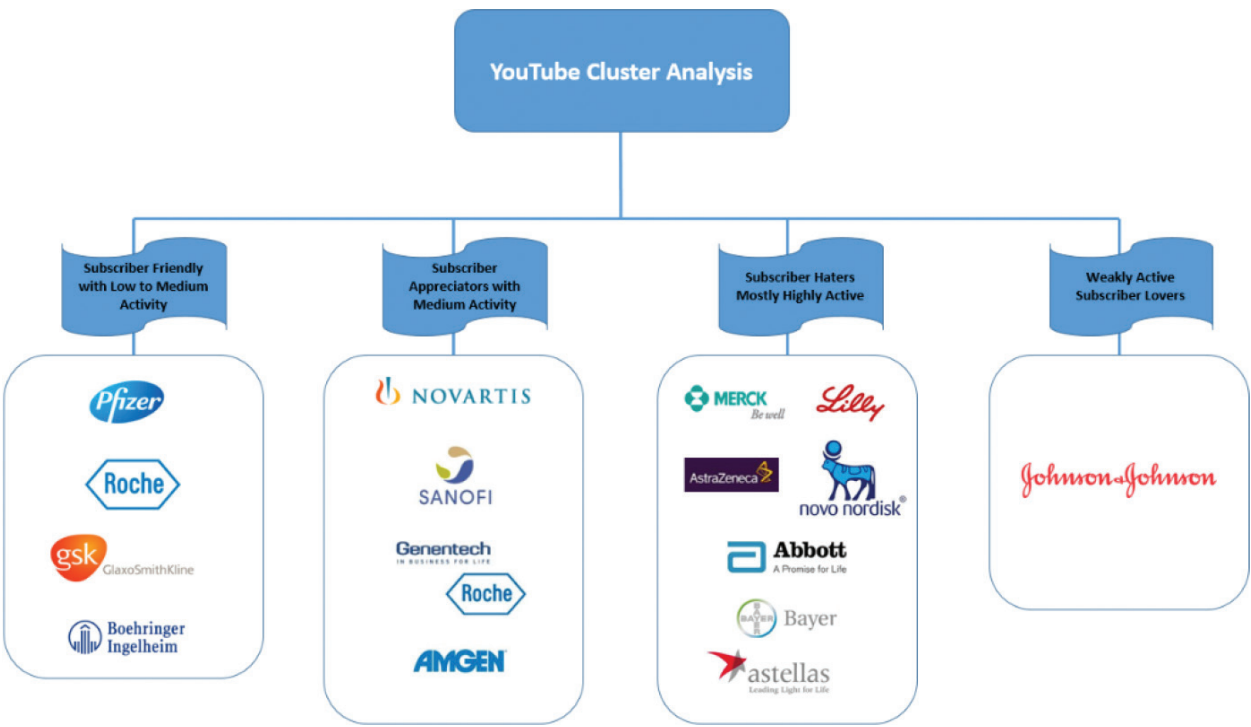 YouTube Cluster Analysis
Subscriber Friendly
with Low to Medium
Activity
Subscriber
Appreciators with
Medium Activity
Subscriber Haters
Mostly Highly Active
Weakly Active
Subscriber Lovers
Pfizer
Roche
gsk
GlaxoSmithKline
Boehringer
Ingelheim
NOVARTIS
SANOFI
Genentech
IN BUSINESS FOR LIFE
Roche
AMGEN
MERCK
Be well
Lilly
AstraZeneca
novo nordisk®
Abbott
A Promise for Life
BAYER
BAYER
Bayer
astellas
Leading Light for Life
Johnson & Johnson